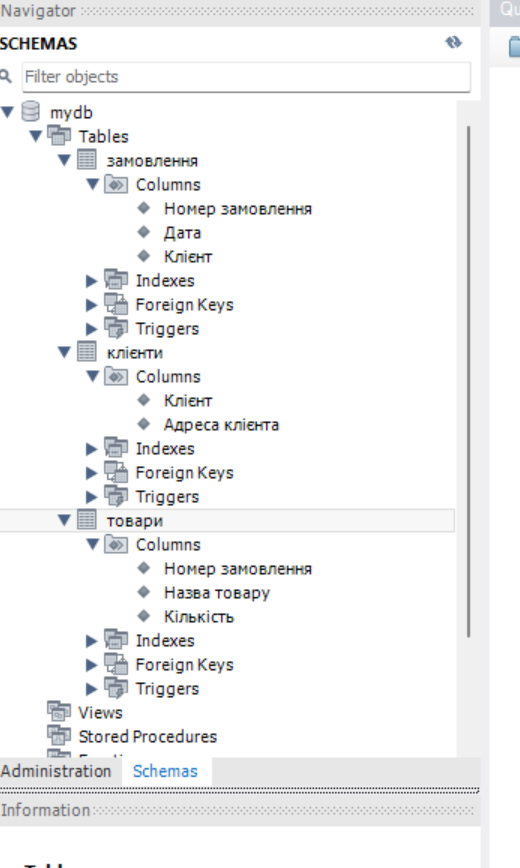 Navigator
Qu
SCHEMAS
Filter objects
mydb
Tables
замовлення
Columns
Номер замовлення
Дата
Клієнт
Indexes
Foreign Keys
Triggers
клієнти
Columns
Клієнт
Адреса клієнта
Indexes
Foreign Keys
Triggers
товари
Columns
Номер замовлення
Назва товару
Кількість
Indexes
Foreign Keys
Triggers
Views
Stored Procedures
Administration Schemas
Information